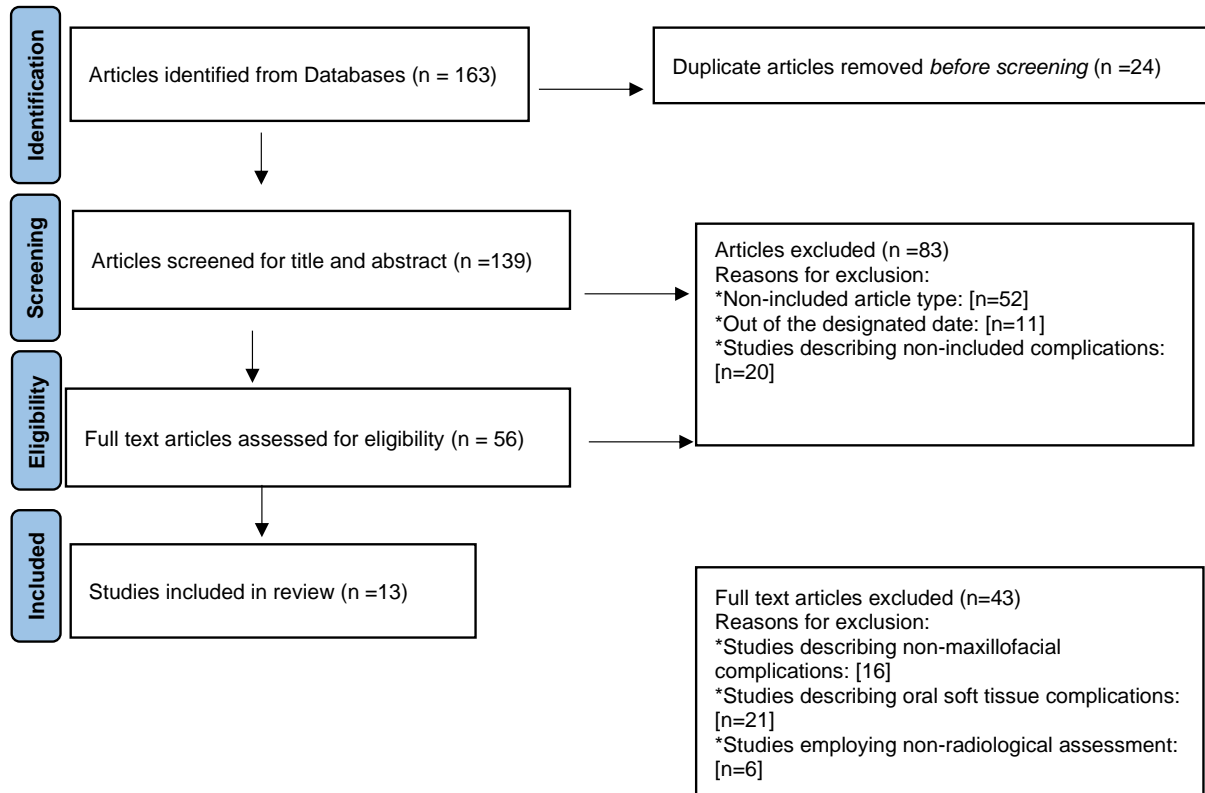 Identification
Articles identified from Databases (n = 163)
Duplicate articles removed before screening (n =24)
Screening
Articles screened for title and abstract (n =139)
Articles excluded (n =83)
Reasons for exclusion:
*Non-included article type: [n=52]
*Out of the designated date: [n=11]
*Studies describing non-included complications:
[n=20]
Eligibility
Full text articles assessed for eligibility (n = 56)
Included
Studies included in review (n =13)
Full text articles excluded (n=43)
Reasons for exclusion:
*Studies describing non-maxillofacial
complications: [16]
*Studies describing oral soft tissue complications:
[n=21]
*Studies employing non-radiological assessment:
[n=6]